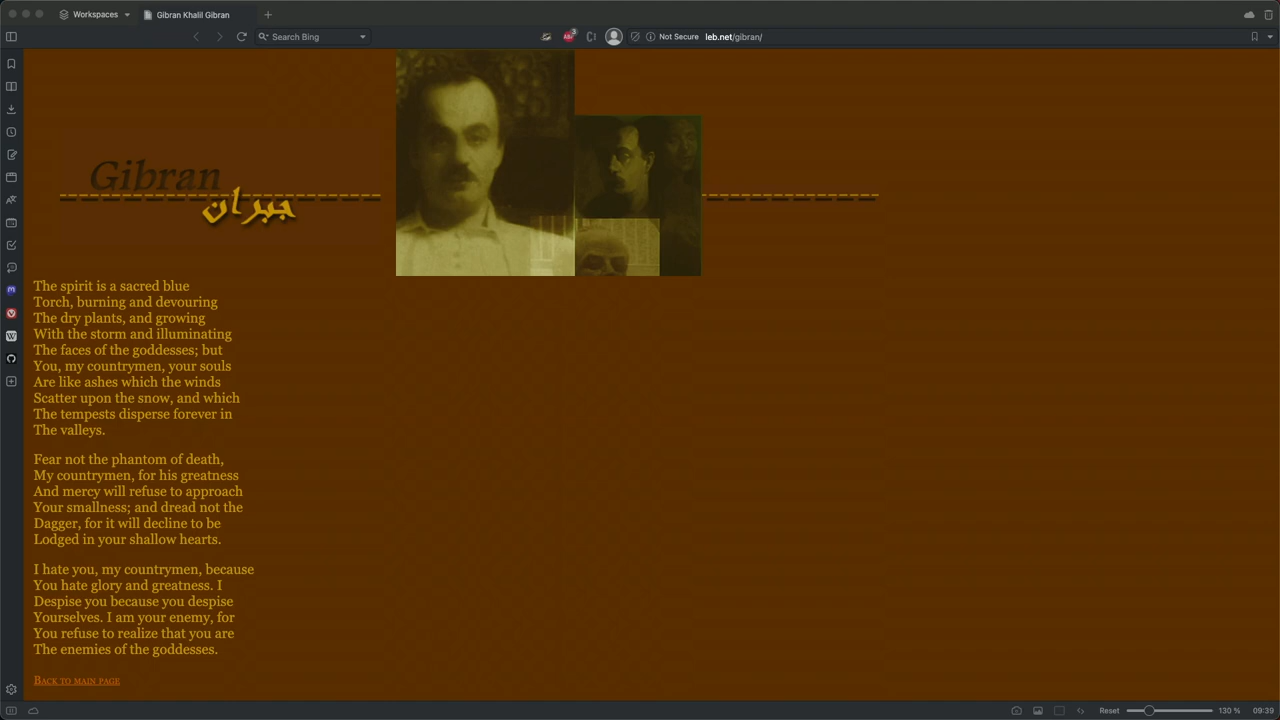 Workspaces
Gibran Khalil Gibran
Search Bing
3
Not Secure leb.net/gibran/
Gibran
جبران
The spirit is a sacred blue
Torch, burning and devouring
The dry plants, and growing
With the storm and illuminating
The faces of the goddesses; but
You, my countrymen, your souls
Are like ashes which the winds
Scatter upon the snow, and which
The tempests disperse forever in
The valleys.
Fear not the phantom of death,
My countrymen, for his greatness
And mercy will refuse to approach
Your smallness; and dread not the
Dagger, for it will decline to be
Lodged in your shallow hearts.
I hate you, my countrymen, because
You hate glory and greatness. I
Despise you because you despise
Yourselves. I am your enemy, for
You refuse to realize that you are
The enemies of the goddesses.
Back to main page
Reset 130 % 09:39